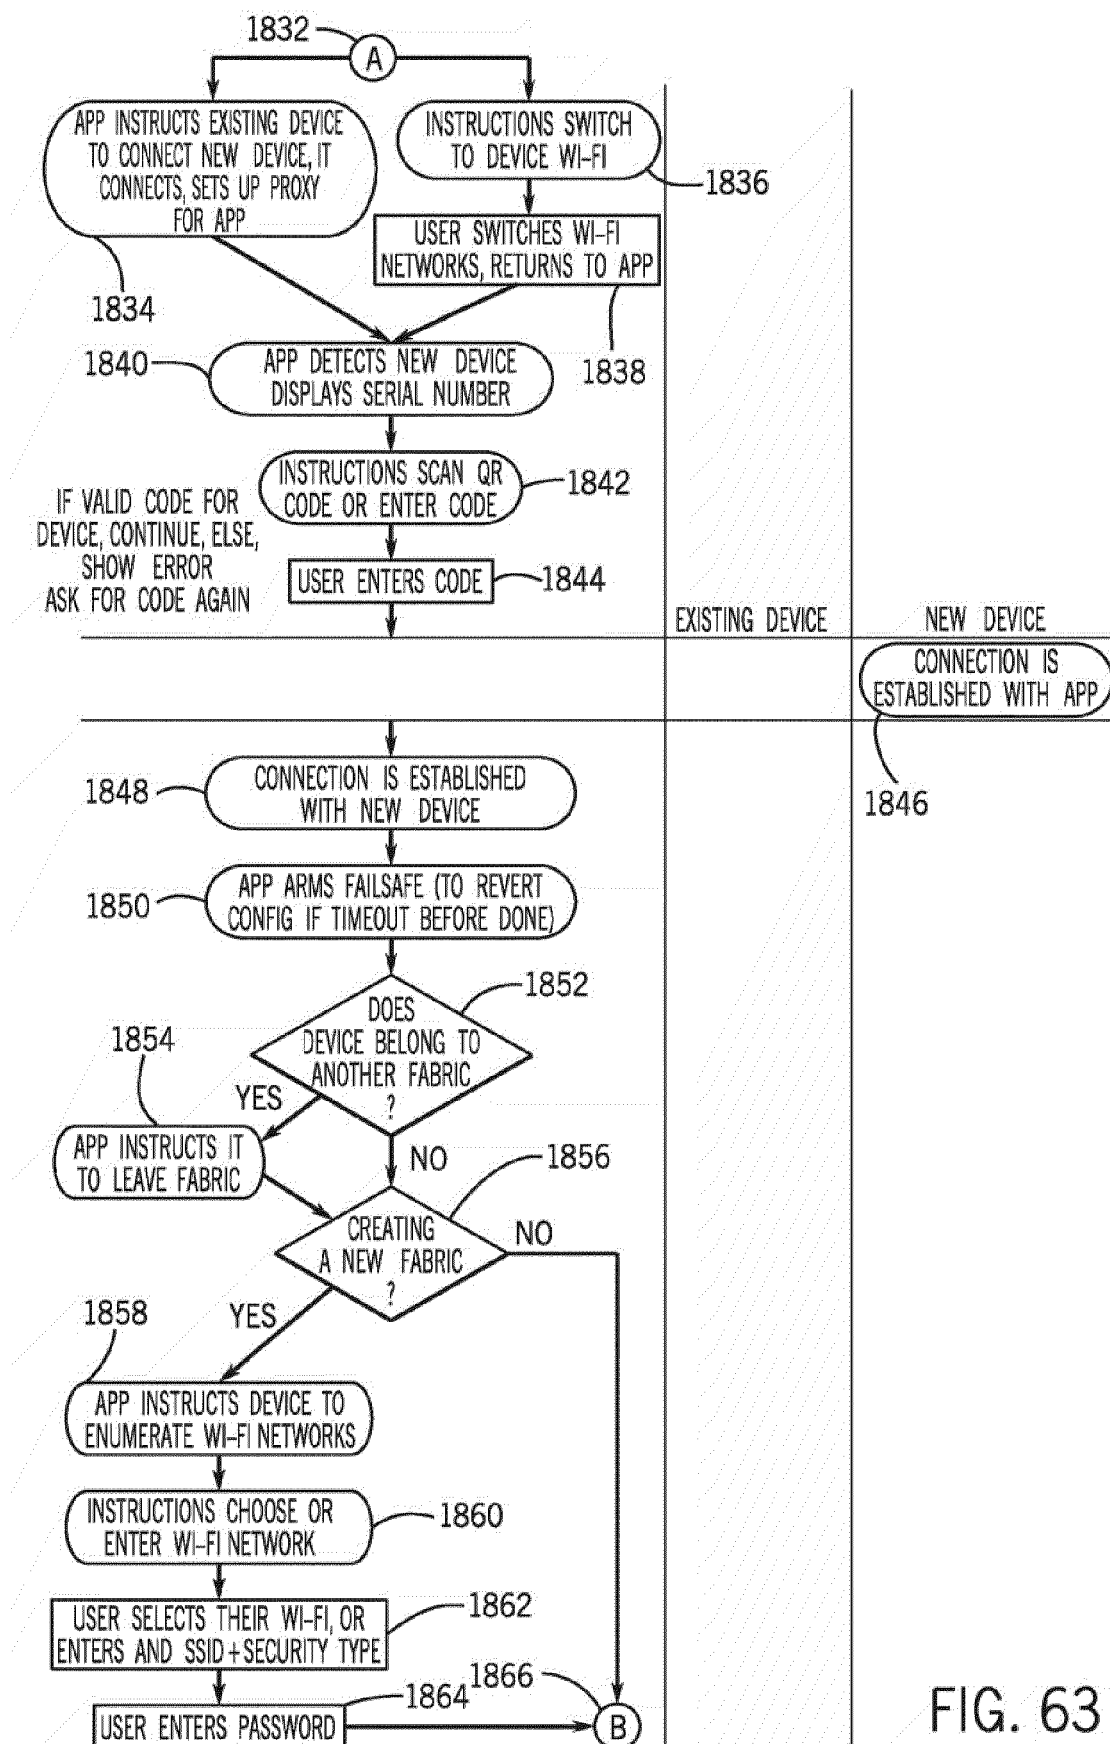 1832
A
APP INSTRUCTS EXISTING DEVICE
TO CONNECT NEW DEVICE, IT
CONNECTS, SETS UP PROXY
FOR APP
1834
INSTRUCTIONS SWITCH
TO DEVICE WI-FI
1836
USER SWITCHES WI-FI
NETWORKS, RETURNS TO APP
1838
1840
APP DETECTS NEW DEVICE
DISPLAYS SERIAL NUMBER
INSTRUCTIONS SCAN QR
CODE OR ENTER CODE
1842
IF VALID CODE FOR
DEVICE, CONTINUE, ELSE,
SHOW ERROR
ASK FOR CODE AGAIN
USER ENTERS CODE
1844
EXISTING DEVICE
NEW DEVICE
CONNECTION IS
ESTABLISHED WITH APP
1846
1848
CONNECTION IS ESTABLISHED
WITH NEW DEVICE
1850
APP ARMS FAILSAFE (TO REVERT
CONFIG IF TIMEOUT BEFORE DONE)
1852
DOES
DEVICE BELONG TO
ANOTHER FABRIC
?
1854
YES
APP INSTRUCTS IT
TO LEAVE FABRIC
NO
1856
CREATING
A NEW FABRIC
?
NO
YES
1858
APP INSTRUCTS DEVICE TO
ENUMERATE WI-FI NETWORKS
INSTRUCTIONS CHOOSE OR
ENTER WI-FI NETWORK
1860
USER SELECTS THEIR WI-FI, OR
ENTERS AND SSID+SECURITY TYPE
1862
USER ENTERS PASSWORD
1864
1866
B
FIG. 63